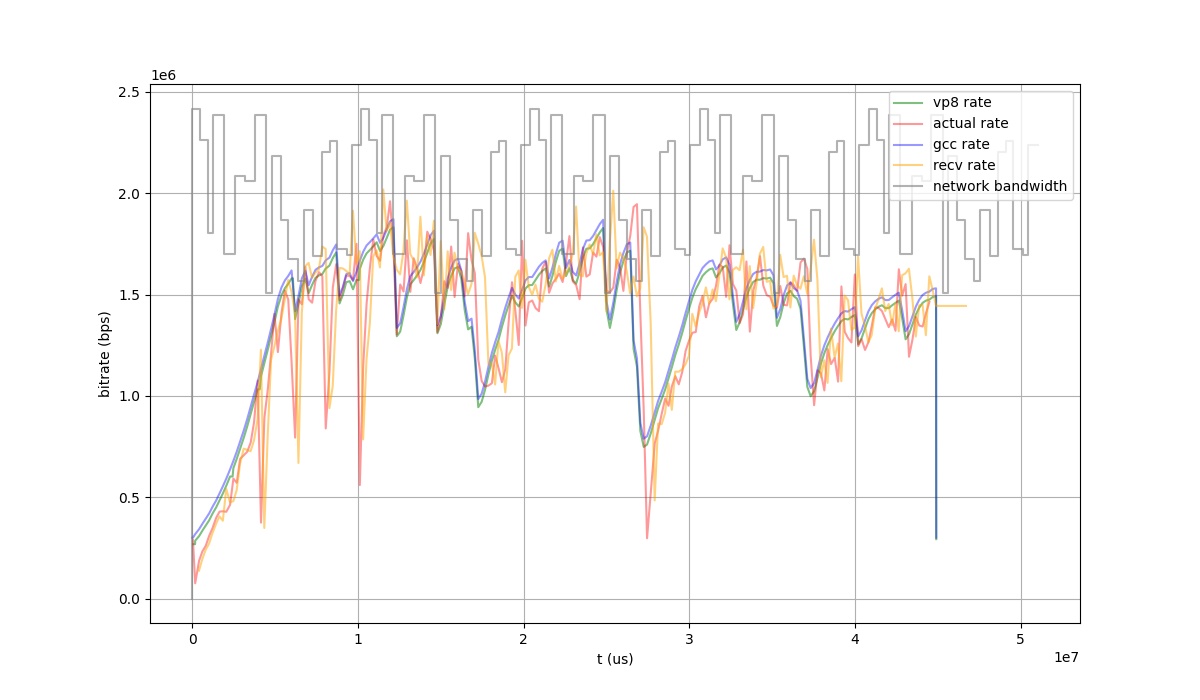 1e6
2.5
2.0
1.5
1.0
0.5
0.0
bitrate (bps)
vp8 rate
actual rate
gcc rate
recv rate
network bandwidth
0 1 2 3 4 5
t (us)
1e7